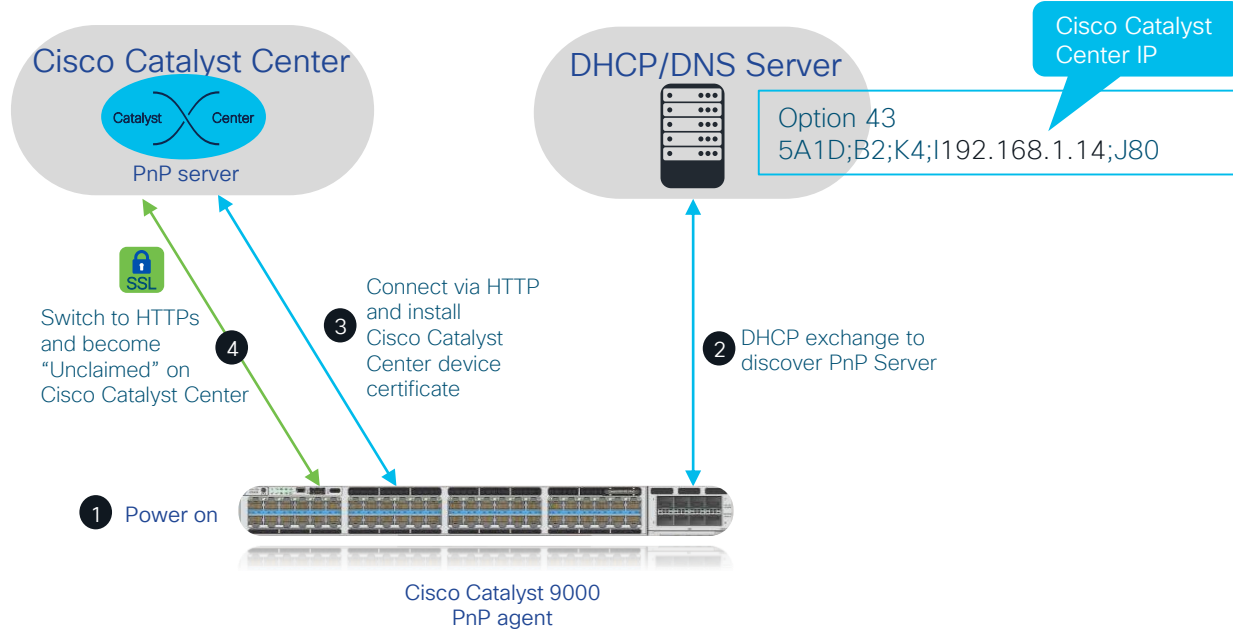 Cisco Catalyst Center
Catalyst
Center
PnP server
DHCP/DNS Server
Cisco Catalyst
Center IP
Option 43
5A1D;B2;K4;I192.168.1.14;J80
SSL
Switch to HTTPs
and become
“Unclaimed” on
Cisco Catalyst Center
4
3
Connect via HTTP
and install
Cisco Catalyst
Center device
certificate
2
DHCP exchange to
discover PnP Server
1
Power on
Cisco Catalyst 9000
PnP agent